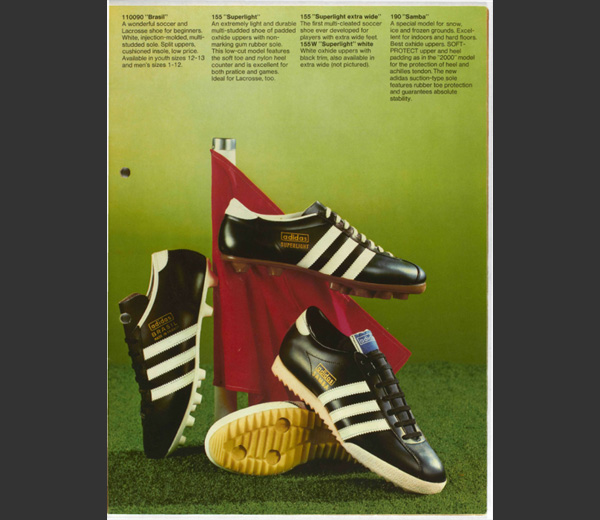 110090 "Brasil"
A wonderful soccer and
Lacrosse shoe for beginners.
White, injection-molded, multi-
studded sole. Split uppers,
cushioned insole, low price.
Available in youth sizes 12–13
and men's sizes 1–12.
155 "Superlight"
An extremely light and durable
multi-studded shoe of padded
oxhide uppers with non-
marking gum rubber sole.
This low-cut model features
the soft toe and nylon heel
counter and is excellent for
both pratice and games.
Ideal for Lacrosse, too.
155 "Superlight extra wide"
The first multi-cleated soccer
shoe ever developed for
players with extra wide feet.
155W "Superlight" white
White oxhide uppers with
black trim, also available in
extra wide (not pictured).
190 "Samba"
A special model for snow,
ice and frozen grounds. Excel-
lent for indoors and hard floors.
Best oxhide uppers. SOFT-
PROTECT upper and heel
padding as in the "2000" model
for the protection of heel and
achilles tendon. The new
adidas suction-type sole
features rubber toe protection
and guarantees absolute
stability.
adidas
SUPERLIGHT
adidas
BRASIL
adidas